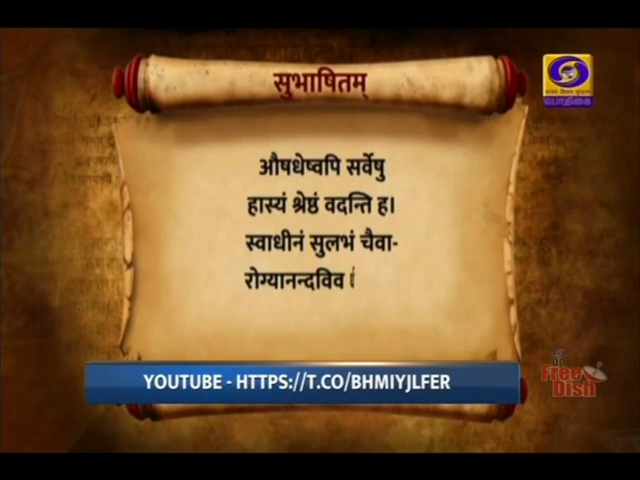 सुभाषितम्
பொதிகை
औषधेष्वपि सर्वेषु
हास्यं श्रेष्ठं वदन्ति ह।
स्वाधीनं सुलभं चैवा-
रोग्यानन्दविव
YOUTUBE - HTTPS://T.CO/BHMIYJLFER
Free
Dish